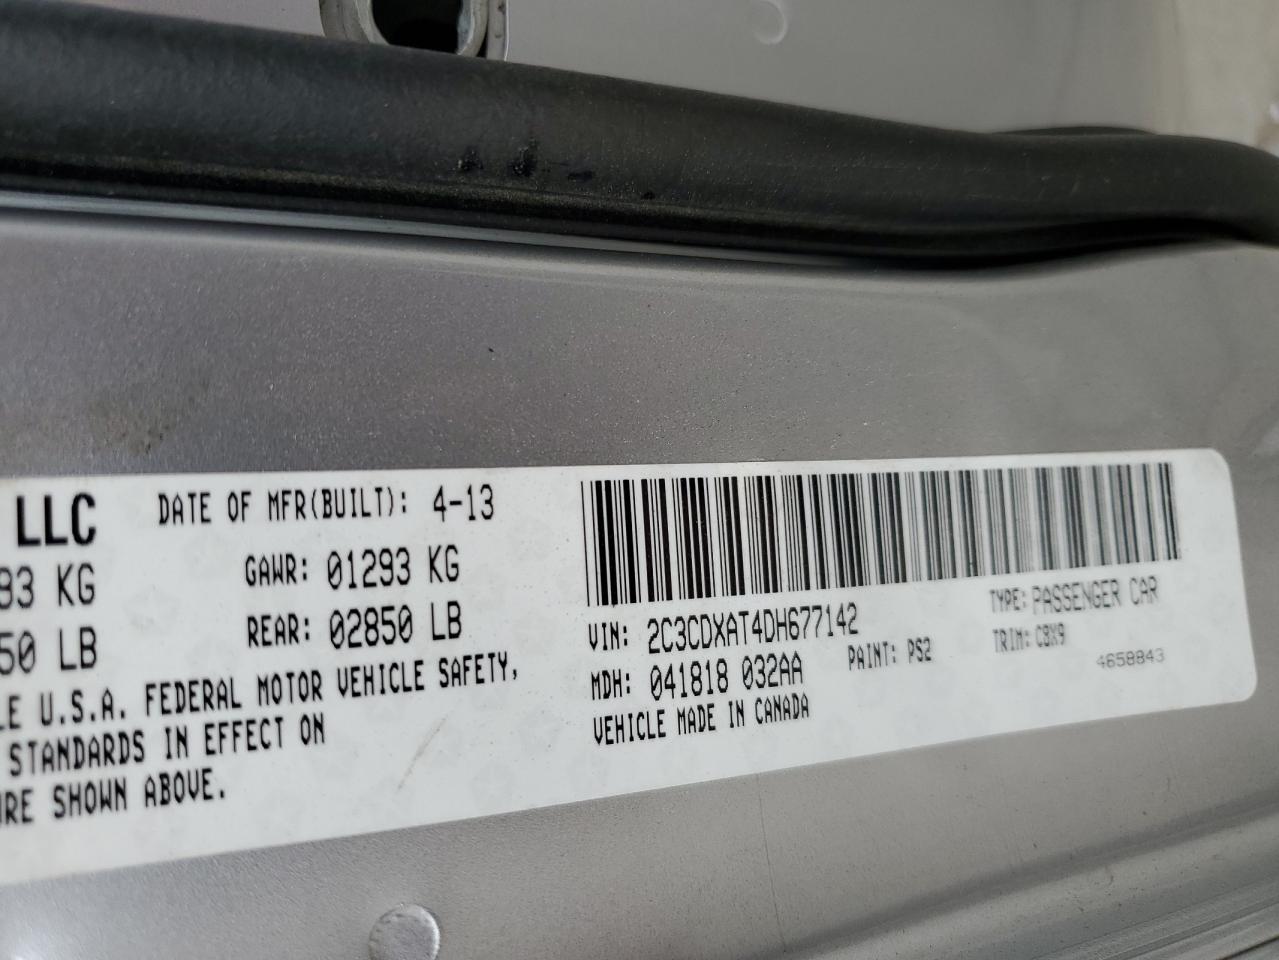 LLC DATE OF MFR(BUILT): 4-13
93 KG GAWR: 01293 KG
50 LB REAR: 02850 LB
LE U.S.A. FEDERAL MOTOR VEHICLE SAFETY,
STANDARDS IN EFFECT ON
URE SHOWN ABOVE.
VIN: 2C3CDXAT4DH677142 TYPE: PASSENGER CAR
MDH: 041818 032AA PAINT: PS2 TRIM: CBX9
VEHICLE MADE IN CANADA 4658843